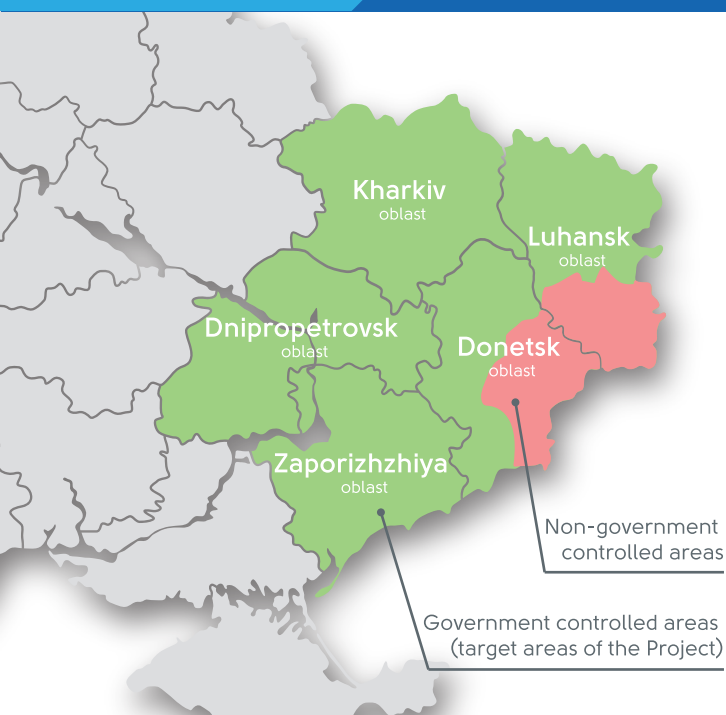 Kharkiv
oblast
Luhansk
oblast
Dnipropetrovsk
oblast
Donetsk
oblast
Zaporizhzhiya
oblast
Non-government
controlled areas
Government controlled areas
(target areas of the Project)